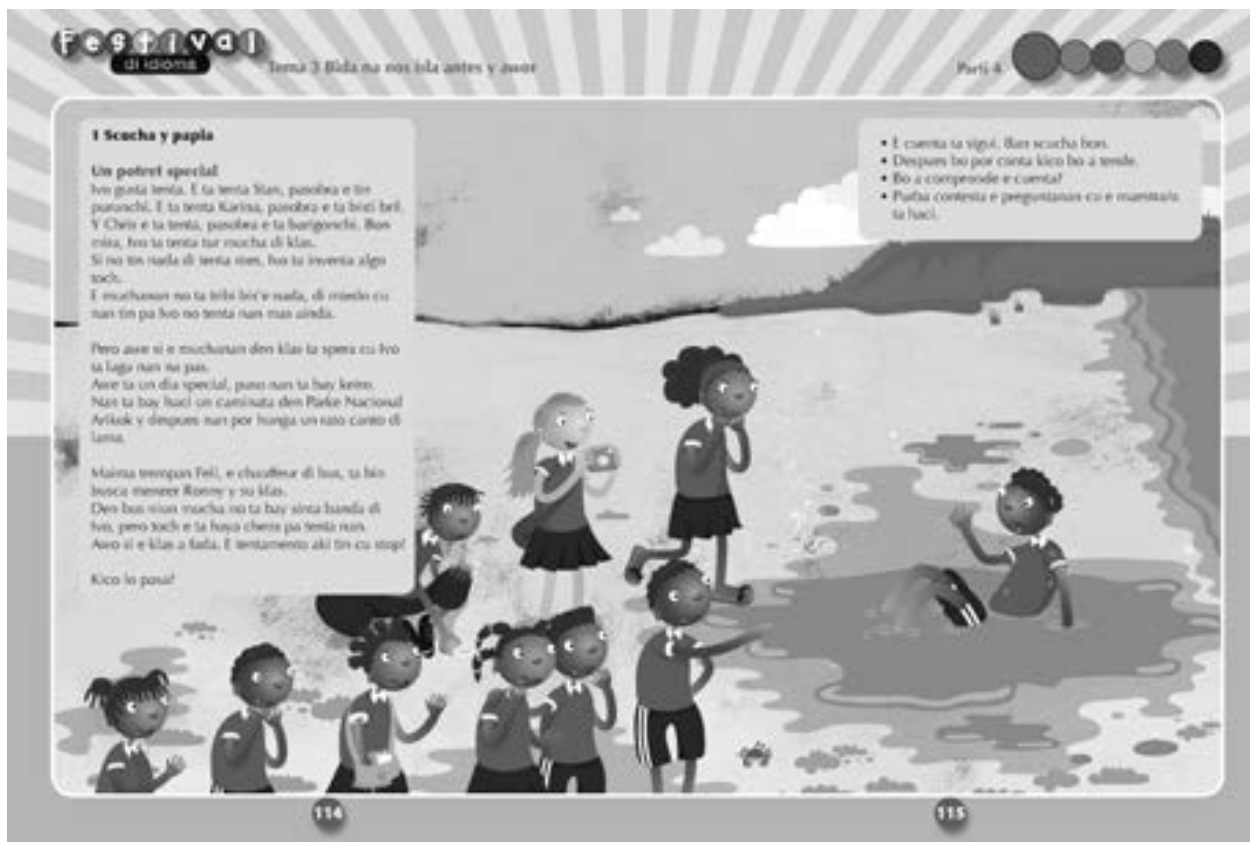 Festival
di idioma
Tema 3 Bida na nos isla antes y awor
Parti 4
1 Scucha y papia
Un potret special
Ivo gusta tenta. E ta tenta Stan, pasobra e tin
purunchi. E ta tenta Karina, pasobra e ta bisti bril.
Y Chris e ta tenta, pasobra e ta barigonchi. Bon
mira, Ivo ta tenta tur mucha di klas.
Si no tin nada di tenta mes, Ivo ta inventa algo
toch.
E muchanan no ta tribi bis'e nada, di miedo cu
nan tin pa Ivo no tenta nan mas ainda.
Pero awe si e muchanan den klas ta spera cu Ivo
ta laga nan na pas.
Awe ta un dia special, paso nan ta bay keiro.
Nan ta bay haci un caminata den Parke Nacional
Arikok y despues nan por hunga un rato canto di
lama.
Mainta tempan Feli, e chauffeur di bus, ta bin
busca meneer Ronny y su klas.
Den bus niun mucha no ta bay sinta banda di
Ivo, pero toch e ta haya chens pa tenta nan.
Awo si e klas a fada. E tentamento aki tin cu stop!
Kico lo pasa?
• E cuenta ta sigui. Ban scucha bon.
• Despues bo por conta kico bo a tende.
• Bo a comprende e cuenta?
• Purba contesta e preguntanan cu e maestro/a
ta haci.
114
115